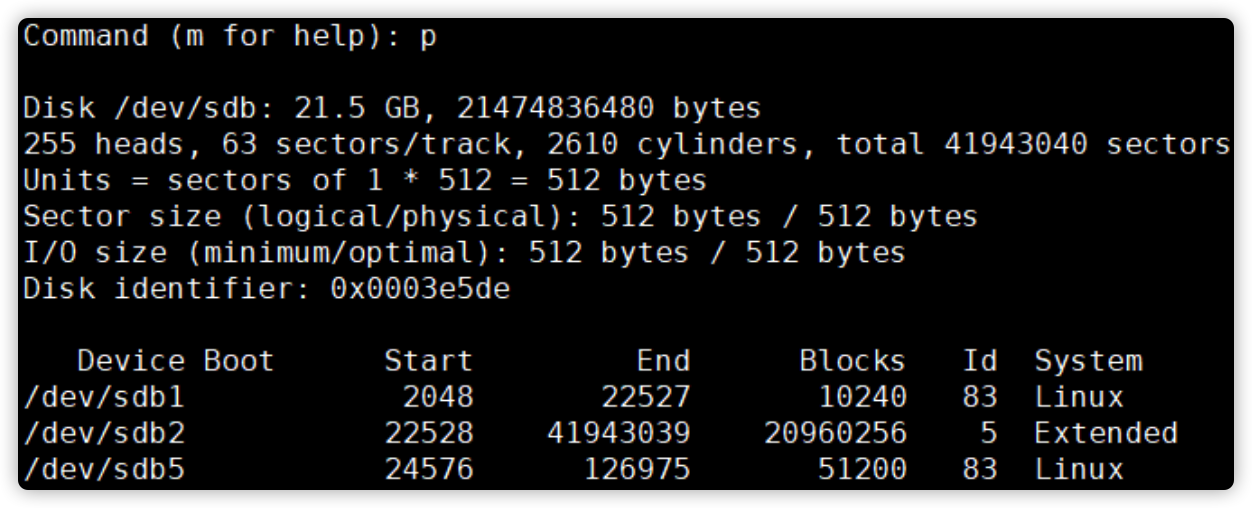 Command (m for help): p
Disk /dev/sdb: 21.5 GB, 21474836480 bytes
255 heads, 63 sectors/track, 2610 cylinders, total 41943040 sectors
Units = sectors of 1 * 512 = 512 bytes
Sector size (logical/physical): 512 bytes / 512 bytes
I/O size (minimum/optimal): 512 bytes / 512 bytes
Disk identifier: 0x0003e5de
Device Boot Start End Blocks Id System
/dev/sdb1 2048 22527 10240 83 Linux
/dev/sdb2 22528 41943039 20960256 5 Extended
/dev/sdb5 24576 126975 51200 83 Linux